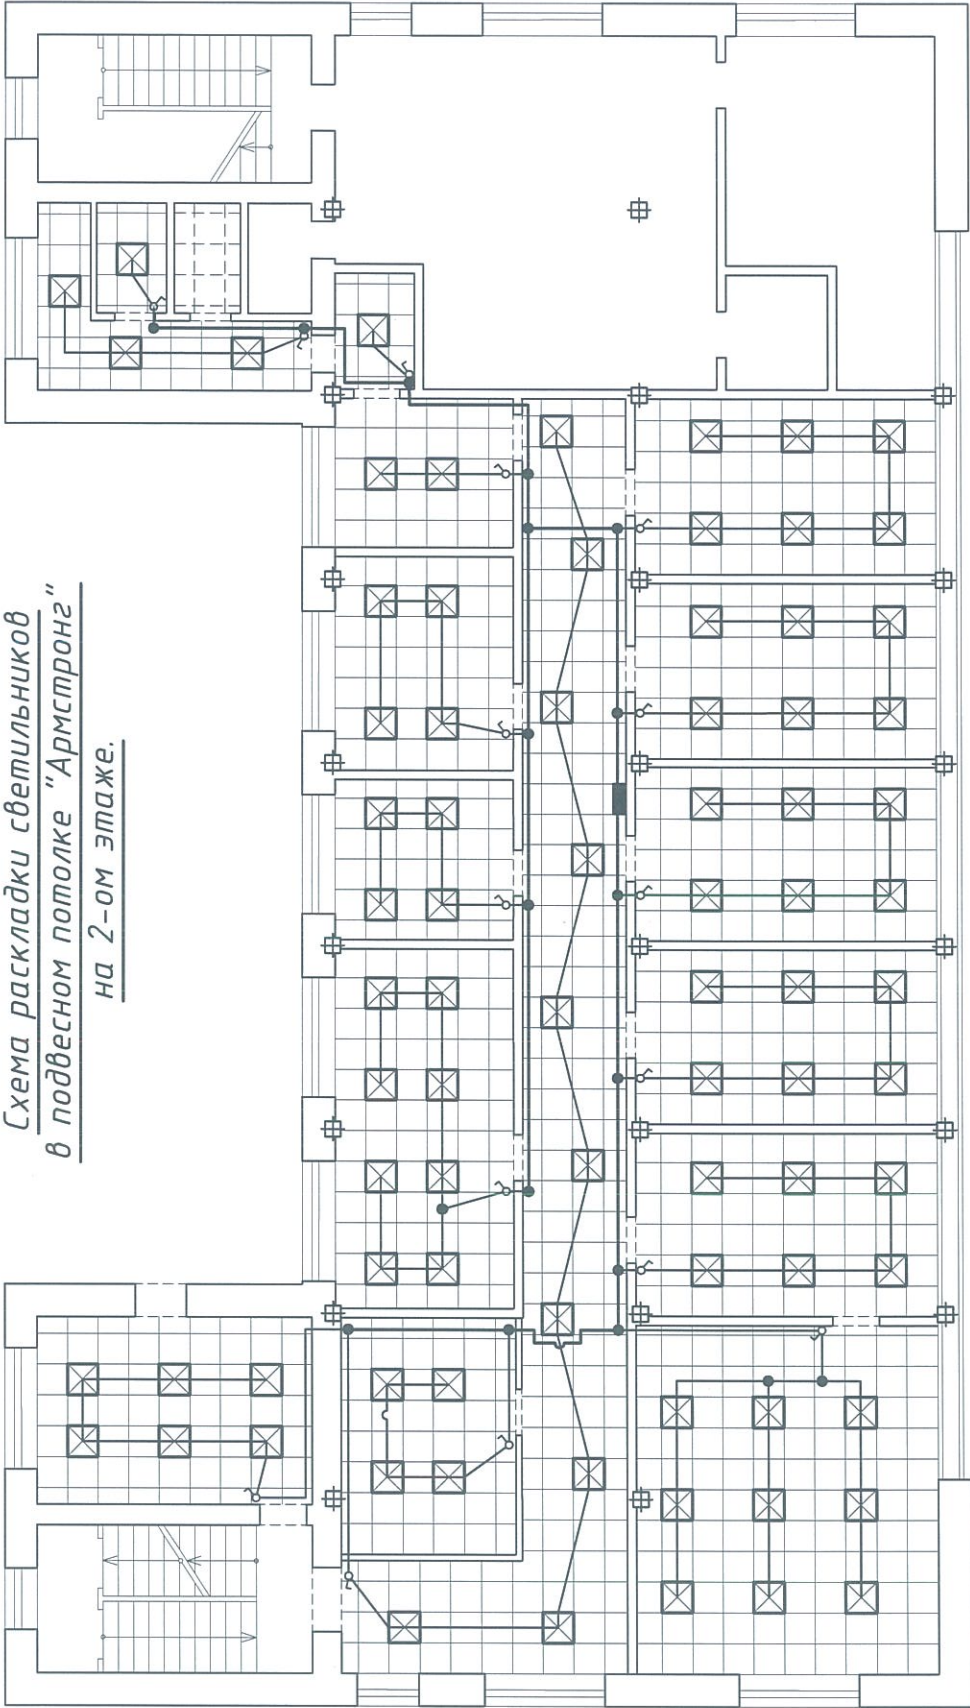 Схема раскладки светильников
в подвесном потолке "Армстронг"
на 2-ом этаже.